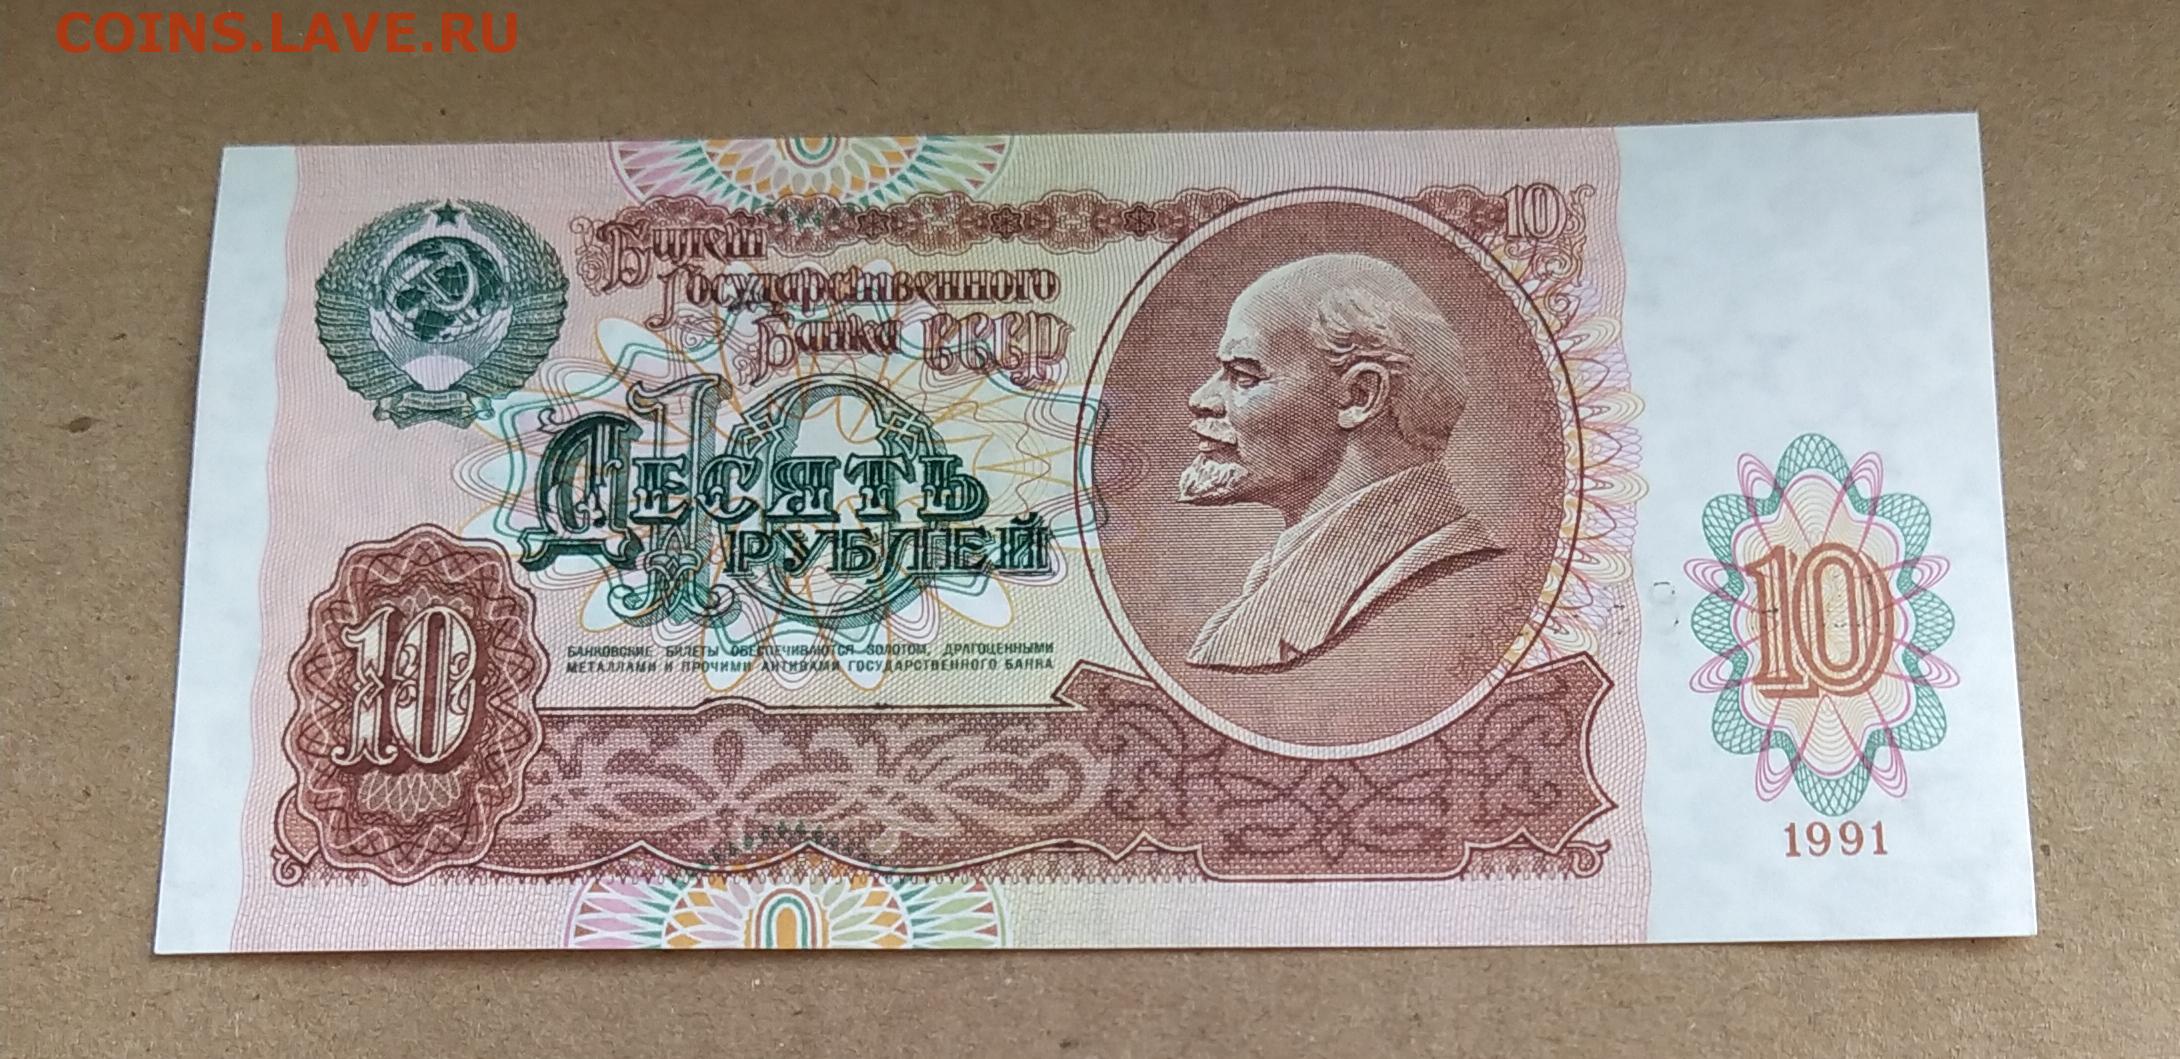 COINS.LAVE.RU
10
Билет
Государственного
Банка СССР
10
Десять
рублей
10
БАНКОВСКИЕ БИЛЕТЫ ОБЕСПЕЧИВАЮТСЯ ЗОЛОТОМ, ДРАГОЦЕННЫМИ
МЕТАЛЛАМИ И ПРОЧИМИ АКТИВАМИ ГОСУДАРСТВЕННОГО БАНКА
10
1991